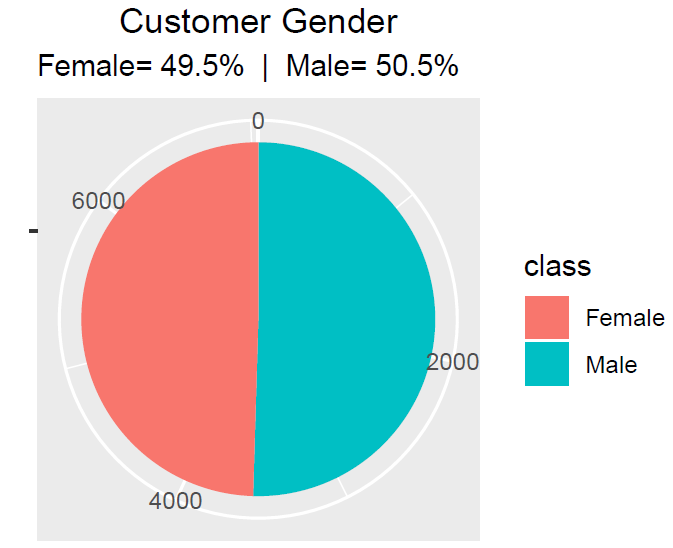 Customer Gender
Female= 49.5%  |  Male= 50.5%
0
6000
2000
4000
class
Female
Male